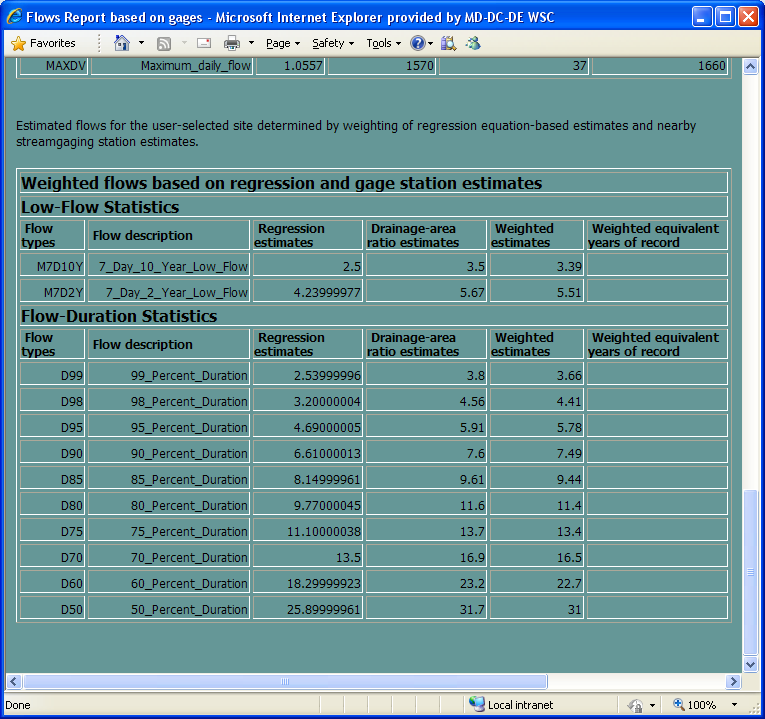 Flows Report based on gages - Microsoft Internet Explorer provided by MD-DC-DE WSC
Favorites Page Safety Tools
MAXDV Maximum_daily_flow 1.0557 1570 37 1660
Estimated flows for the user-selected site determined by weighting of regression equation-based estimates and nearby
streamgaging station estimates.
Weighted flows based on regression and gage station estimates
Low-Flow Statistics
Flow types Flow description Regression estimates Drainage-area ratio estimates Weighted estimates Weighted equivalent years of record
M7D10Y 7_Day_10_Year_Low_Flow 2.5 3.5 3.39
M7D2Y 7_Day_2_Year_Low_Flow 4.23999977 5.67 5.51
Flow-Duration Statistics
Flow types Flow description Regression estimates Drainage-area ratio estimates Weighted estimates Weighted equivalent years of record
D99 99_Percent_Duration 2.53999996 3.8 3.66
D98 98_Percent_Duration 3.20000004 4.56 4.41
D95 95_Percent_Duration 4.69000005 5.91 5.78
D90 90_Percent_Duration 6.61000013 7.6 7.49
D85 85_Percent_Duration 8.14999961 9.61 9.44
D80 80_Percent_Duration 9.77000045 11.6 11.4
D75 75_Percent_Duration 11.10000038 13.7 13.4
D70 70_Percent_Duration 13.5 16.9 16.5
D60 60_Percent_Duration 18.29999923 23.2 22.7
D50 50_Percent_Duration 25.89999961 31.7 31
Done Local intranet 100%